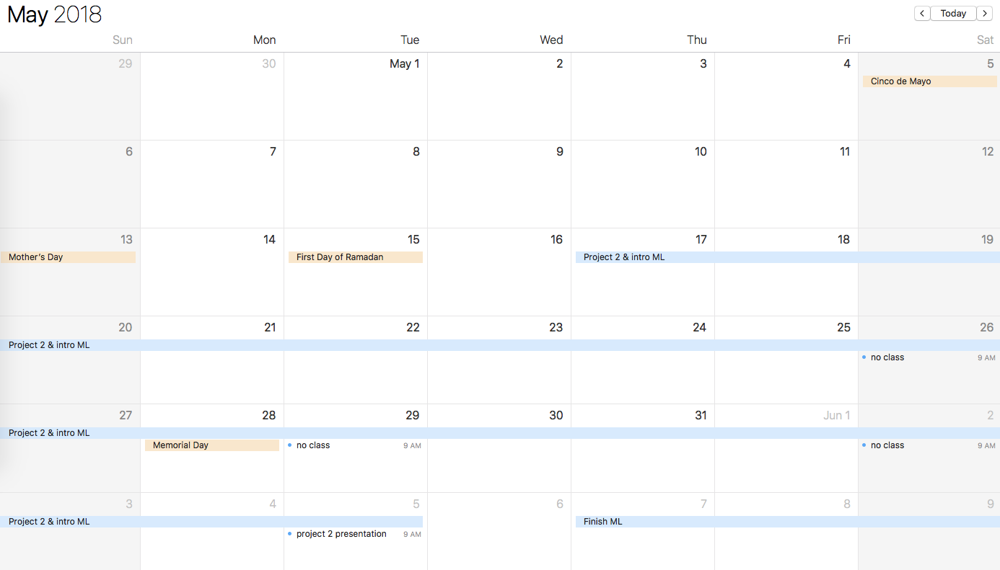 May 2018
< Today >
Sun Mon Tue Wed Thu Fri Sat
29 30 May 1 2 3 4 5
Cinco de Mayo
6 7 8 9 10 11 12
13 14 15 16 17 18 19
Mother's Day First Day of Ramadan Project 2 & intro ML
20 21 22 23 24 25 26
Project 2 & intro ML
no class 9 AM
27 28 29 30 31 Jun 1 2
Project 2 & intro ML
Memorial Day no class 9 AM no class 9 AM
3 4 5 6 7 8 9
Project 2 & intro ML Finish ML
project 2 presentation 9 AM